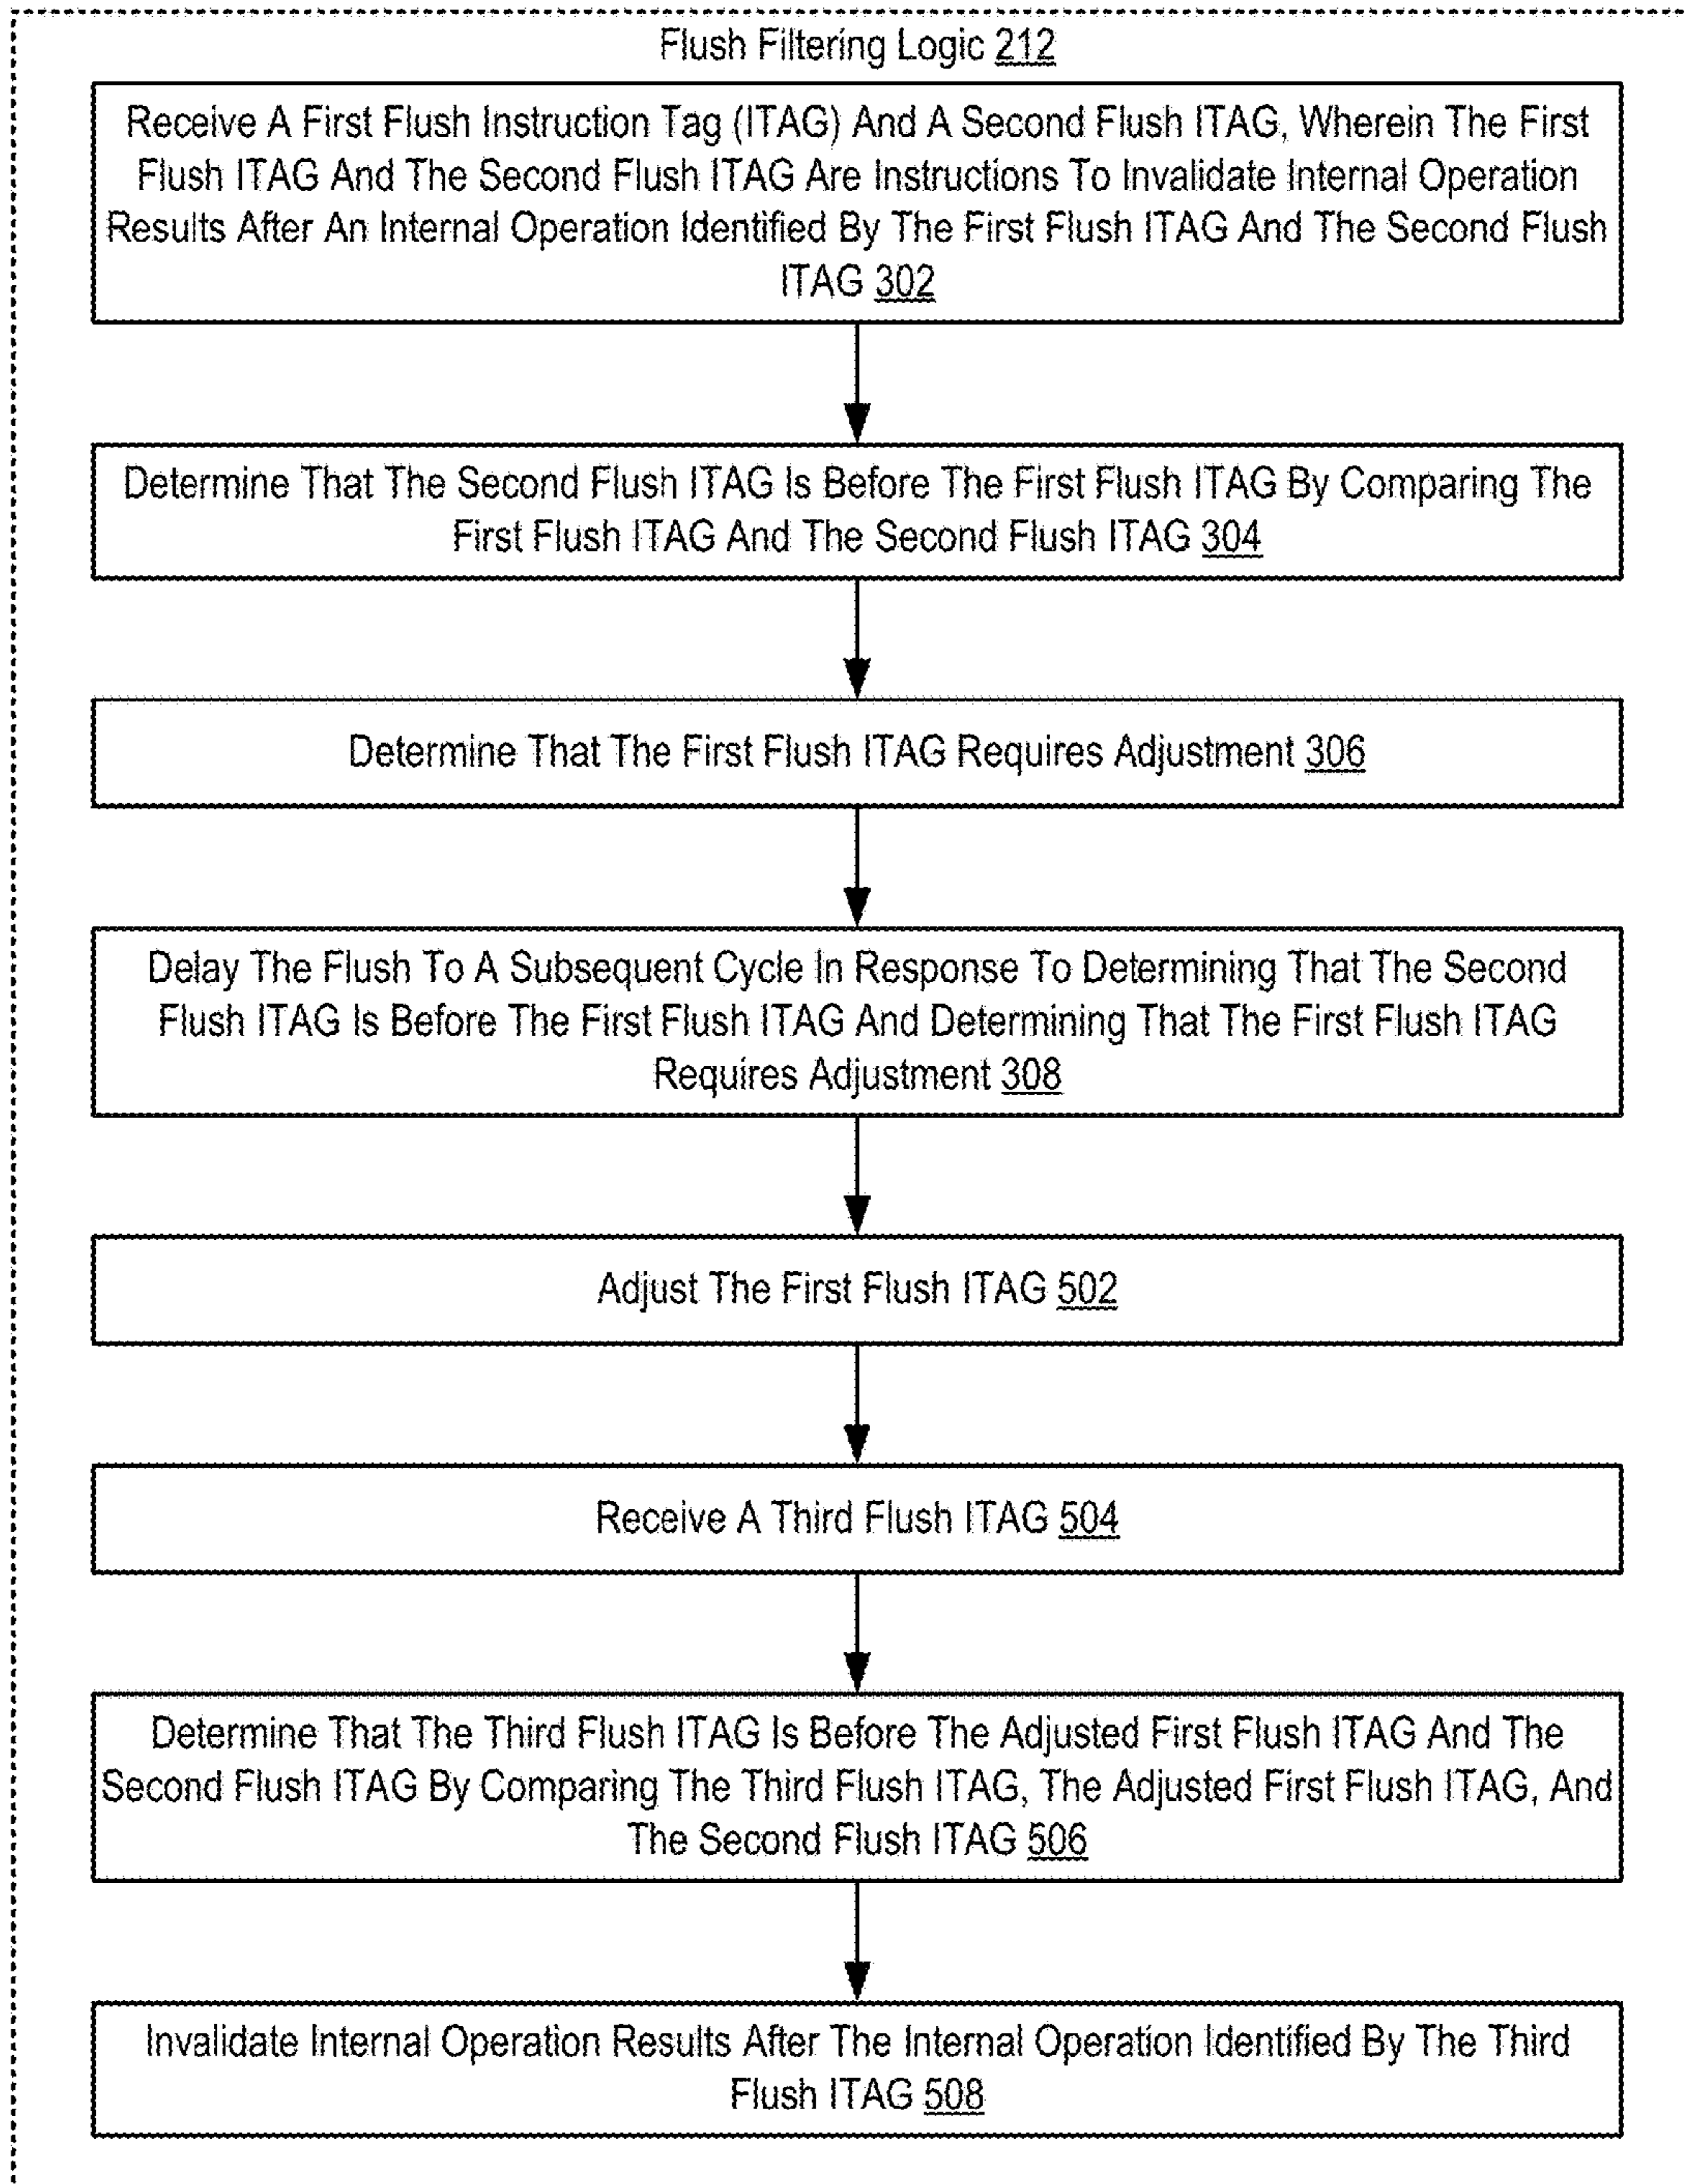 Flush Filtering Logic 212
Receive A First Flush Instruction Tag (ITAG) And A Second Flush ITAG, Wherein The First
Flush ITAG And The Second Flush ITAG Are Instructions To Invalidate Internal Operation
Results After An Internal Operation Identified By The First Flush ITAG And The Second Flush
ITAG 302
Determine That The Second Flush ITAG Is Before The First Flush ITAG By Comparing The
First Flush ITAG And The Second Flush ITAG 304
Determine That The First Flush ITAG Requires Adjustment 306
Delay The Flush To A Subsequent Cycle In Response To Determining That The Second
Flush ITAG Is Before The First Flush ITAG And Determining That The First Flush ITAG
Requires Adjustment 308
Adjust The First Flush ITAG 502
Receive A Third Flush ITAG 504
Determine That The Third Flush ITAG Is Before The Adjusted First Flush ITAG And The
Second Flush ITAG By Comparing The Third Flush ITAG, The Adjusted First Flush ITAG, And
The Second Flush ITAG 506
Invalidate Internal Operation Results After The Internal Operation Identified By The Third
Flush ITAG 508